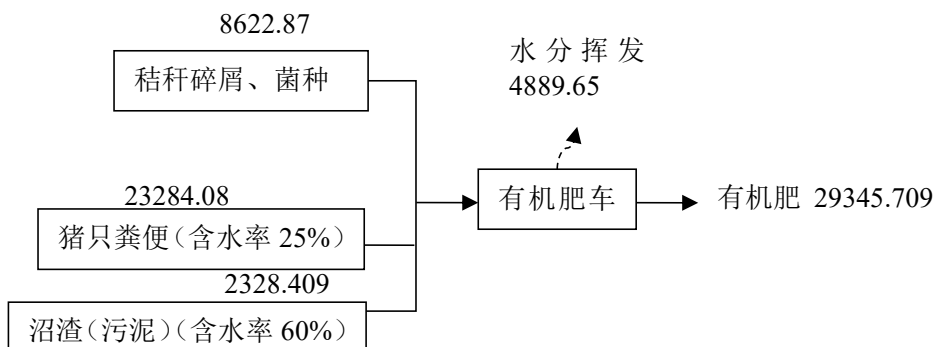 8622.87
秸秆碎屑、菌种
水分挥发
4889.65
23284.08
猪只粪便（含水率 25%）
有机肥车
有机肥 29345.709
2328.409
沼渣（污泥）（含水率 60%）